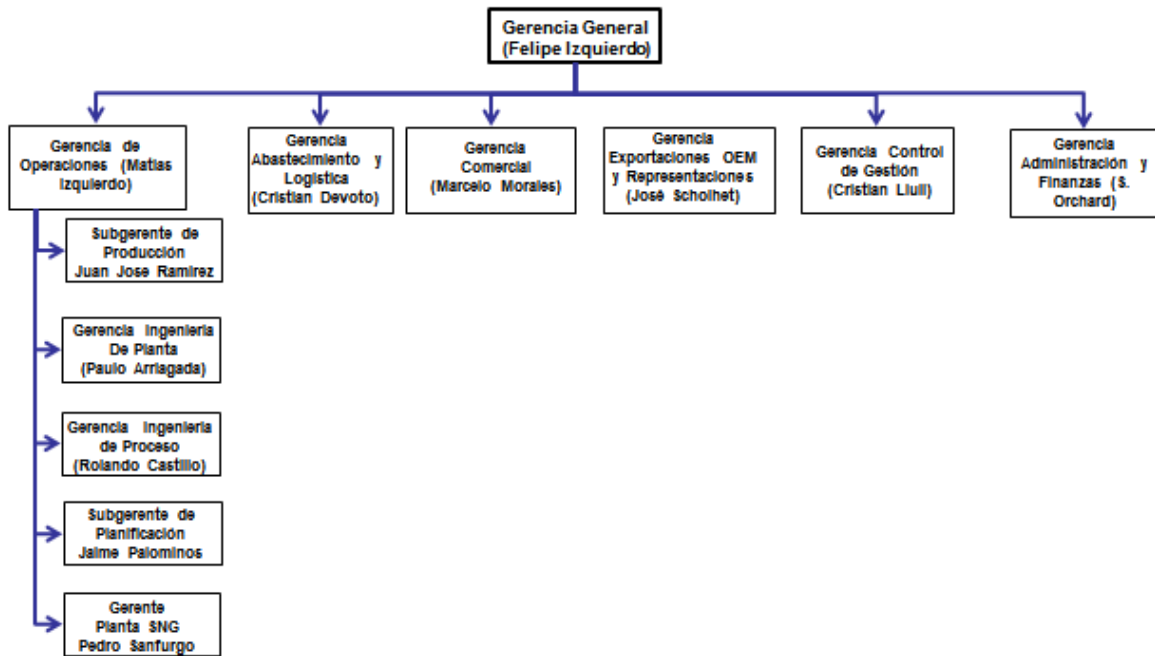 Gerencia General
(Felipe Izquierdo)
Gerencia de
Operaciones (Matias
Izquierdo)
Gerencia
Abastecimiento y
Logistica
(Cristian Devoto)
Gerencia
Comercial
(Marcelo Morales)
Gerencia
Exportaciones OEM
y Representaciones
(José Scholhet)
Gerencia Control
de Gestión
(Cristian Llull)
Gerencia
Administración y
Finanzas (S.
Orchard)
Subgerente de
Producción
Juan Jose Ramirez
Gerencia Ingenieria
De Planta
(Paulo Arriagada)
Gerencia Ingenieria
de Proceso
(Rolando Castillo)
Subgerente de
Planificación
Jaime Palominos
Gerente
Planta SNG
Pedro Sanfurgo